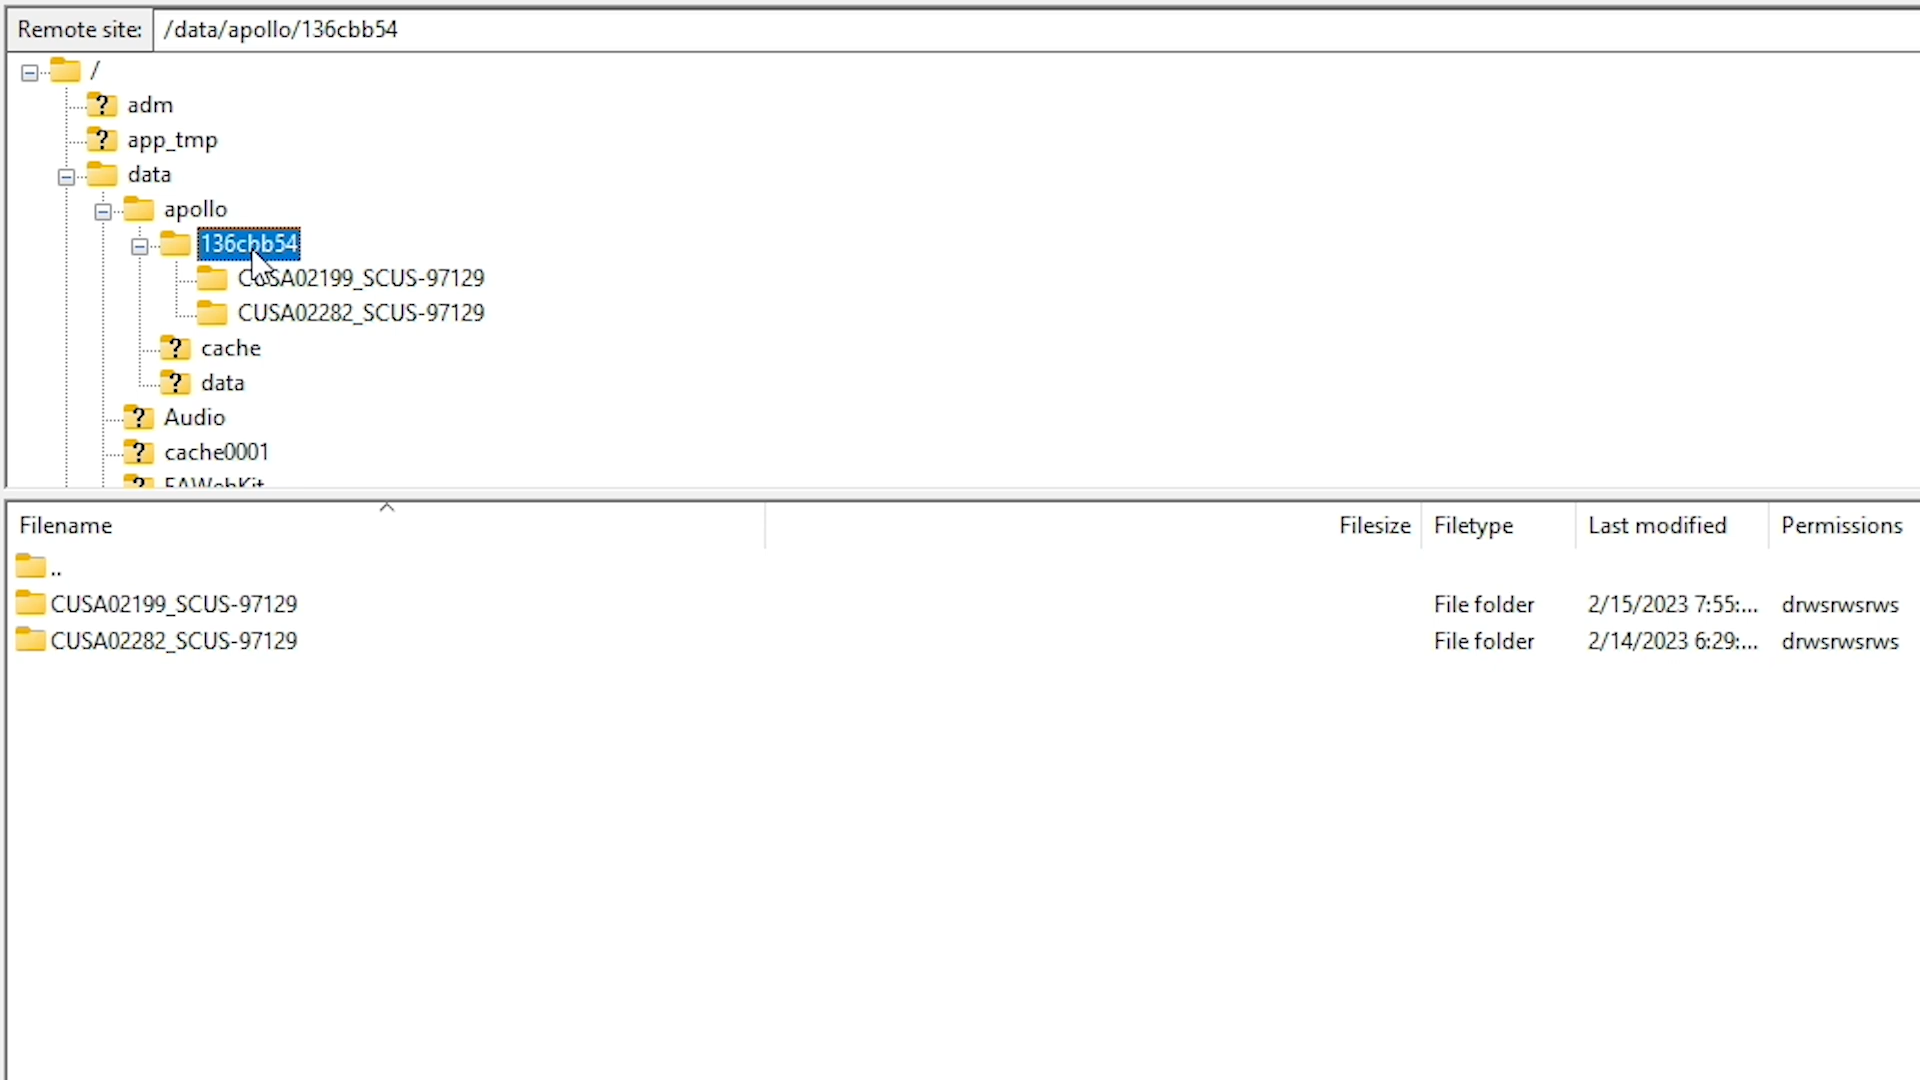 Remote site: /data/apollo/136cbb54
/
adm
app_tmp
data
apollo
136cbb54
CUSA02199_SCUS-97129
CUSA02282_SCUS-97129
cache
data
Audio
cache0001
EAWebKit
Filename Filesize Filetype Last modified Permissions
..
CUSA02199_SCUS-97129 File folder 2/15/2023 7:55:... drwsrwsrws
CUSA02282_SCUS-97129 File folder 2/14/2023 6:29:... drwsrwsrws